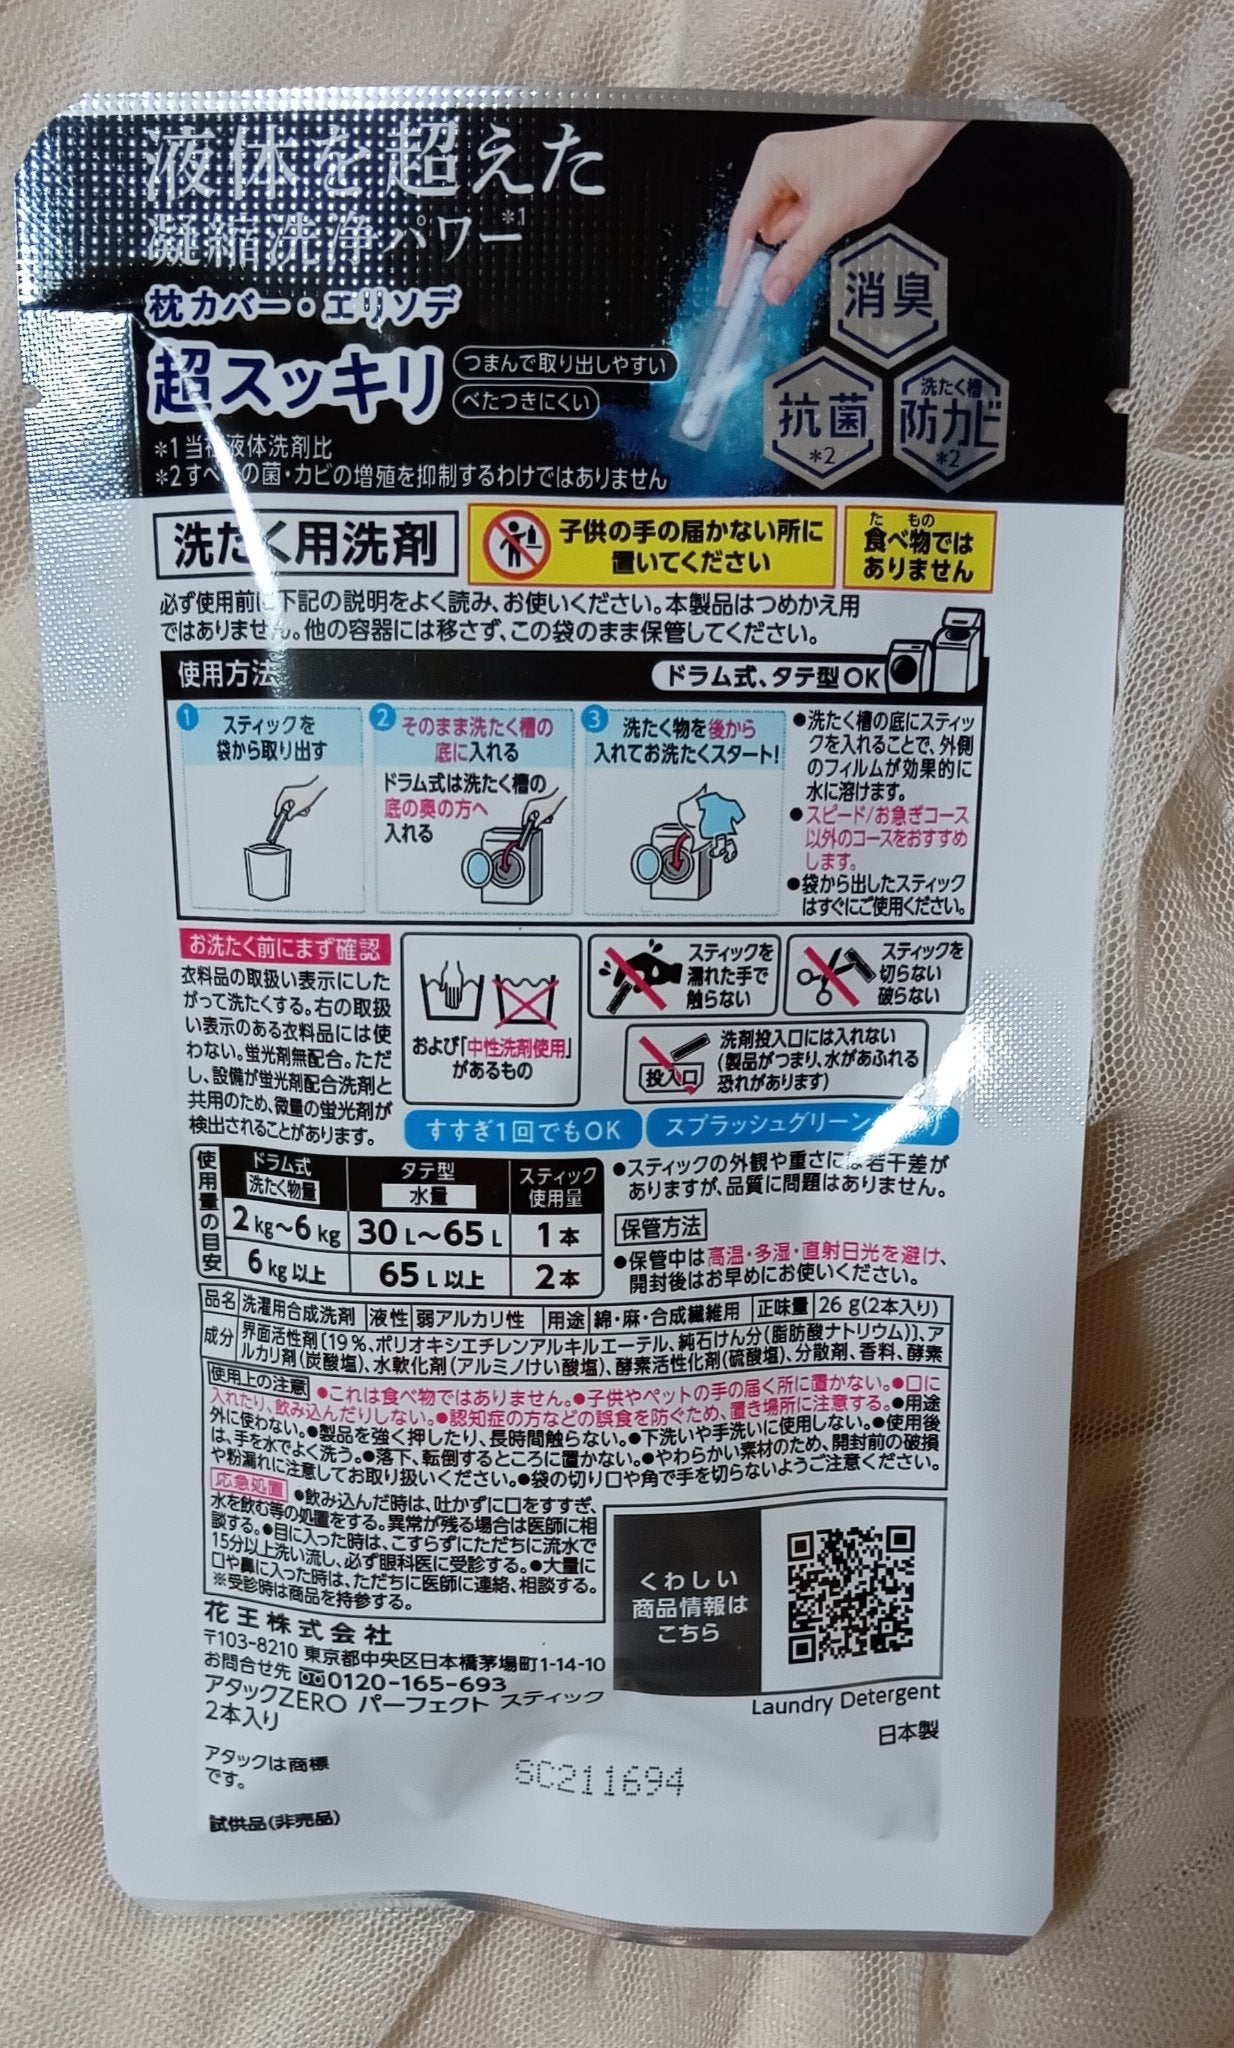 液体を超えた
凝縮洗浄パワー*1
枕カバー・エリソデ
超スッキリ
つまんで取り出しやすい
べたつきにくい
消臭
抗菌
*2
洗たく槽
防カビ
*2
*1 当社液体洗剤比
*2 すべての菌・カビの増殖を抑制するわけではありません
洗たく用洗剤
子供の手の届かない所に
置いてください
た もの
食べ物では
ありません
必ず使用前に下記の説明をよく読み、お使いください。本製品はつめかえ用
ではありません。他の容器には移さず、この袋のまま保管してください。
使用方法
ドラム式、タテ型OK
1 スティックを
袋から取り出す
2 そのまま洗たく槽の
底に入れる
ドラム式は洗たく槽の
底の奥の方へ
入れる
3 洗たく物を後から
入れてお洗たくスタート!
●洗たく槽の底にスティッ
クを入れることで、外側
のフィルムが効果的に
水に溶けます。
●スピード/お急ぎコース
以外のコースをおすすめ
します。
●袋から出したスティック
はすぐにご使用ください。
お洗たく前にまず確認
衣料品の取扱い表示にした
がって洗たくする。右の取扱
い表示のある衣料品には使
わない。蛍光剤無配合。ただ
し、設備が蛍光剤配合洗剤と
共用のため、微量の蛍光剤が
検出されることがあります。
および「中性洗剤使用」
があるもの
スティックを
濡れた手で
触らない
スティックを
切らない
破らない
投入口
洗剤投入口には入れない
(製品がつまり、水があふれる
恐れがあります)
すすぎ1回でもOK
スプラッシュグリーン
使用量の目安
ドラム式
洗たく物量
タテ型
水量
スティック
使用量
2kg～6kg 30L～65L 1本
6kg以上 65L以上 2本
●スティックの外観や重さには若干差が
ありますが、品質に問題はありません。
保管方法
●保管中は高温・多湿・直射日光を避け、
開封後はお早めにお使いください。
品名 洗濯用合成洗剤 液性 弱アルカリ性 用途 綿・麻・合成繊維用 正味量 26g(2本入り)
成分 界面活性剤〔19%、ポリオキシエチレンアルキルエーテル、純石けん分(脂肪酸ナトリウム)〕、ア
ルカリ剤(炭酸塩)、水軟化剤(アルミノけい酸塩)、酵素活性化剤(硫酸塩)、分散剤、香料、酵素
使用上の注意 ●これは食べ物ではありません。●子供やペットの手の届く所に置かない。●口に
入れたり、飲み込んだりしない。●認知症の方などの誤食を防ぐため、置き場所に注意する。●用途
外に使わない。●製品を強く押したり、長時間触らない。●下洗いや手洗いに使用しない。●使用後
は、手を水でよく洗う。●落下、転倒するところに置かない。●やわらかい素材のため、開封前の破損
や粉漏れに注意してお取り扱いください。●袋の切り口や角で手を切らないようご注意ください。
応急処置 ●飲み込んだ時は、吐かずに口をすすぎ、
水を飲む等の処置をする。異常が残る場合は医師に相
談する。●目に入った時は、こすらずにただちに流水で
15分以上洗い流し、必ず眼科医に受診する。●大量に
口や鼻に入った時は、ただちに医師に連絡、相談する。
※受診時は商品を持参する。
くわしい
商品情報は
こちら
花王株式会社
〒103-8210 東京都中央区日本橋茅場町1-14-10
お問合せ先 0120-165-693
アタックZERO パーフェクト スティック
2本入り
Laundry Detergent
日本製
アタックは商標
です。
SC211694
試供品(非売品)